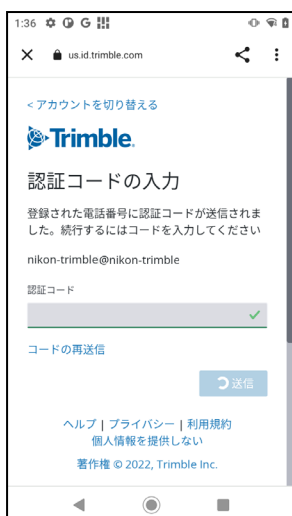 1:36
us.id.trimble.com
< アカウントを切り替える
Trimble.
認証コードの入力
登録された電話番号に認証コードが送信されま
した。続行するにはコードを入力してください
nikon-trimble@nikon-trimble
認証コード
コードの再送信
送信
ヘルプ | プライバシー | 利用規約
個人情報を提供しない
著作権 © 2022, Trimble Inc.